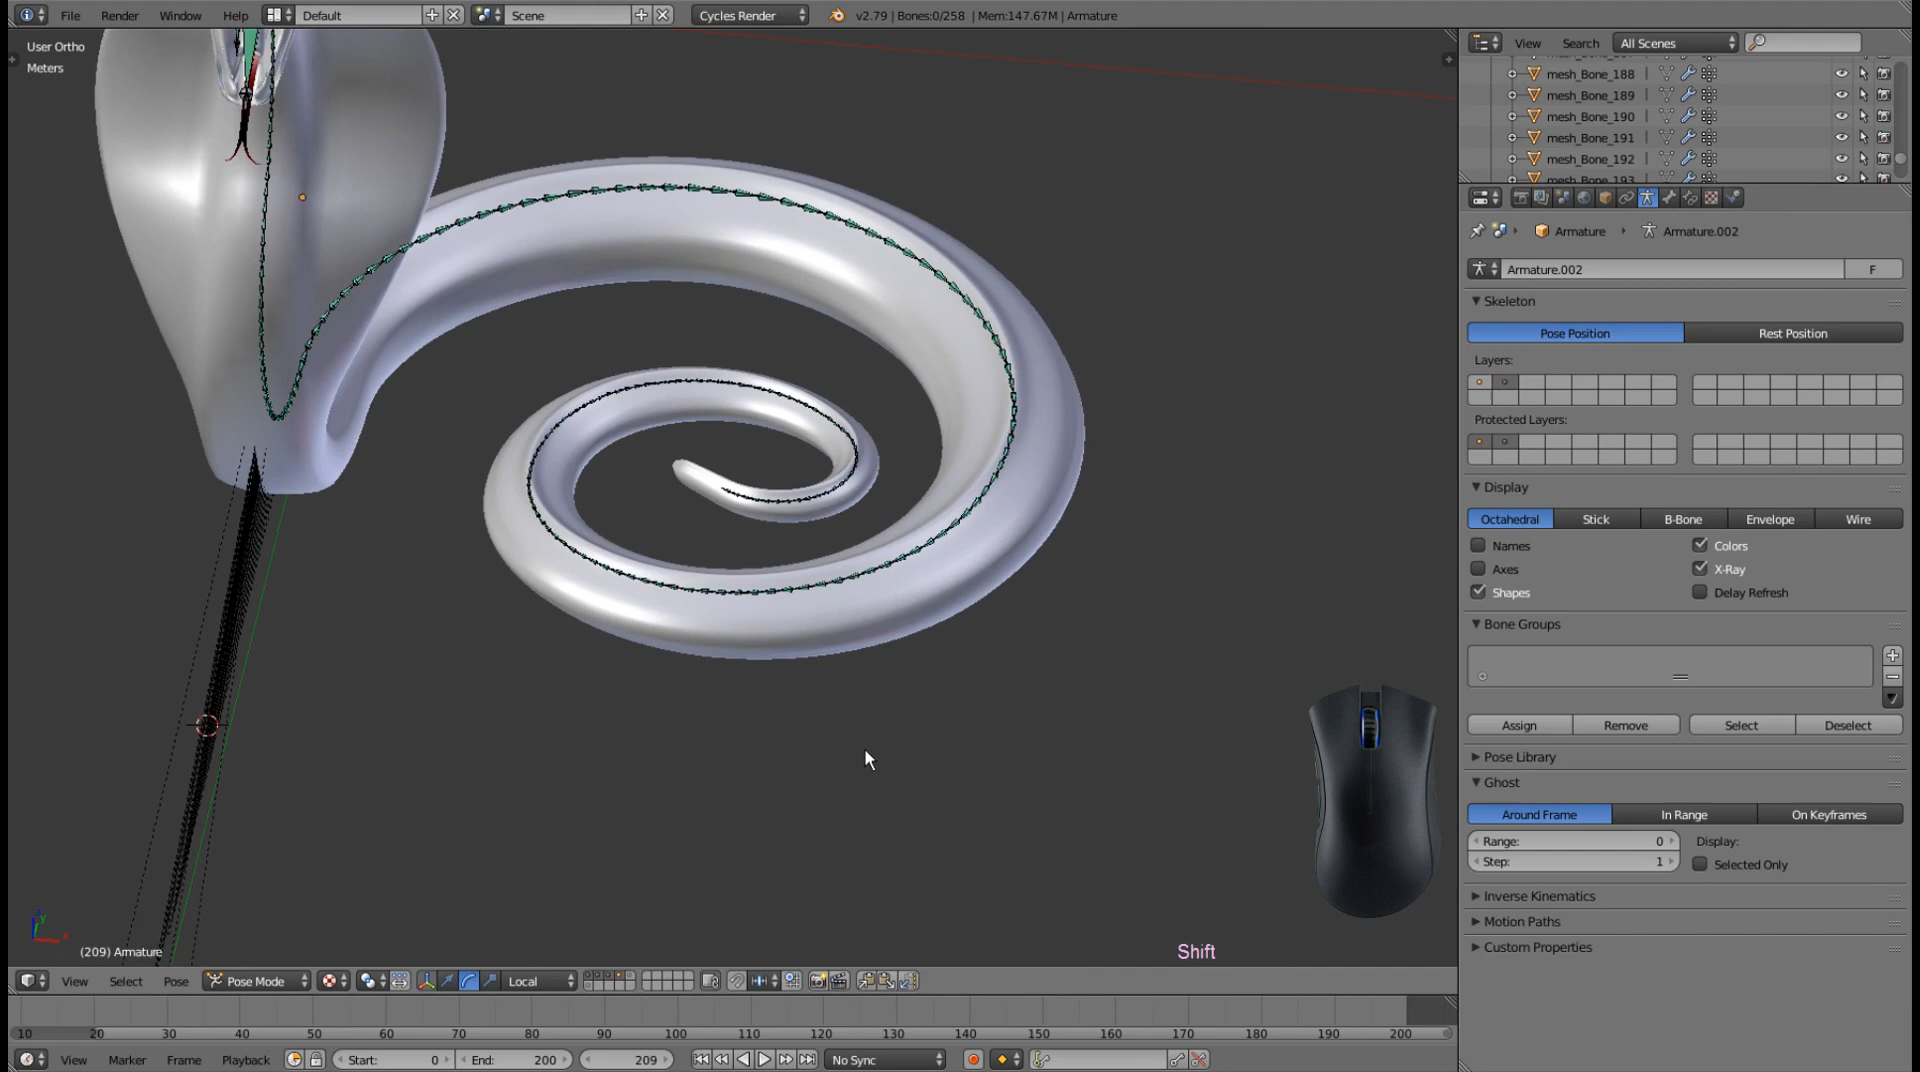 File Render Window Help Default Scene Cycles Render v2.79 | Bones:0/258 | Mem:147.67M | Armature
User Ortho
Meters
(209) Armature
Shift
View Select Pose Pose Mode Local
10 20 30 40 50 60 70 80 90 100 110 120 130 140 150 160 170 180 190 200
View Marker Frame Playback Start: 0 End: 200 209 No Sync
View Search All Scenes
mesh_Bone_188
mesh_Bone_189
mesh_Bone_190
mesh_Bone_191
mesh_Bone_192
mesh_Bone_193
Armature Armature.002
Armature.002 F
Skeleton
Pose Position Rest Position
Layers:
Protected Layers:
Display
Octahedral Stick B-Bone Envelope Wire
Names Colors
Axes X-Ray
Shapes Delay Refresh
Bone Groups
Assign Remove Select Deselect
Pose Library
Ghost
Around Frame In Range On Keyframes
Range: 0 Display:
Step: 1 Selected Only
Inverse Kinematics
Motion Paths
Custom Properties